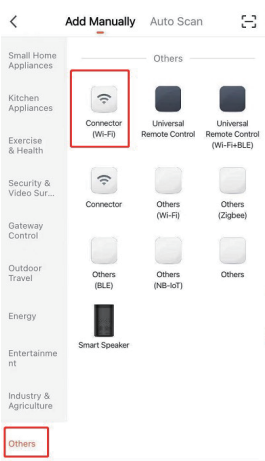 Add Manually Auto Scan
Small Home
Appliances
Kitchen
Appliances
Exercise
& Health
Security &
Video Sur...
Gateway
Control
Outdoor
Travel
Energy
Entertainme
nt
Industry &
Agriculture
Others
Others
Connector
(Wi-Fi)
Universal
Remote Control
Universal
Remote Control
(Wi-Fi+BLE)
Connector
Others
(Wi-Fi)
Others
(Zigbee)
Others
(BLE)
Others
(NB-IoT)
Others
Smart Speaker